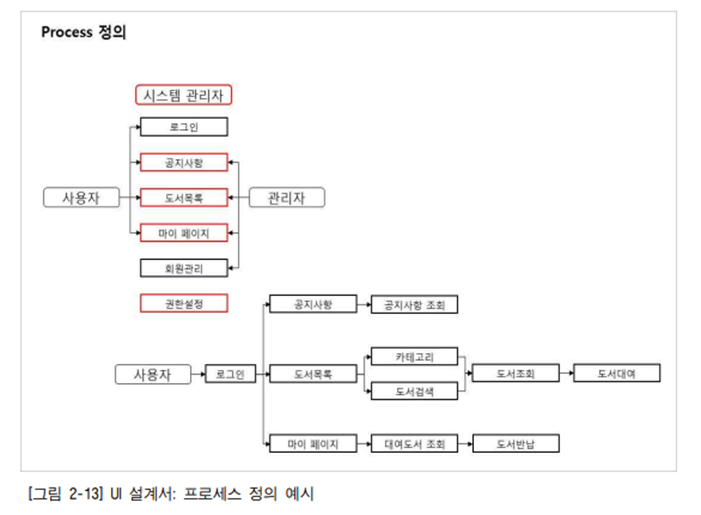 Process 정의
시스템 관리자
로그인
공지사항
사용자
도서목록
관리자
마이 페이지
회원관리
권한설정
공지사항
공지사항 조회
카테고리
사용자
로그인
도서목록
도서조회
도서대여
도서검색
마이 페이지
대여도서 조회
도서반납
[그림 2-13] UI 설계서: 프로세스 정의 예시